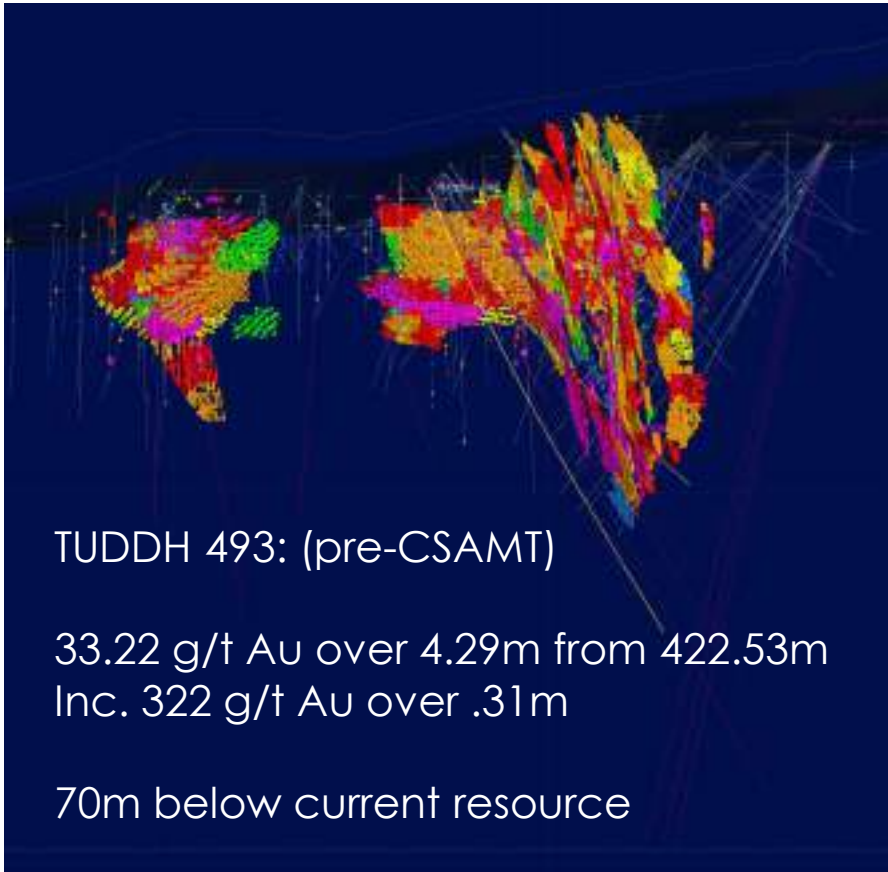 TUDDH 493: (pre-CSAMT)
33.22 g/t Au over 4.29m from 422.53m
Inc. 322 g/t Au over .31m
70m below current resource